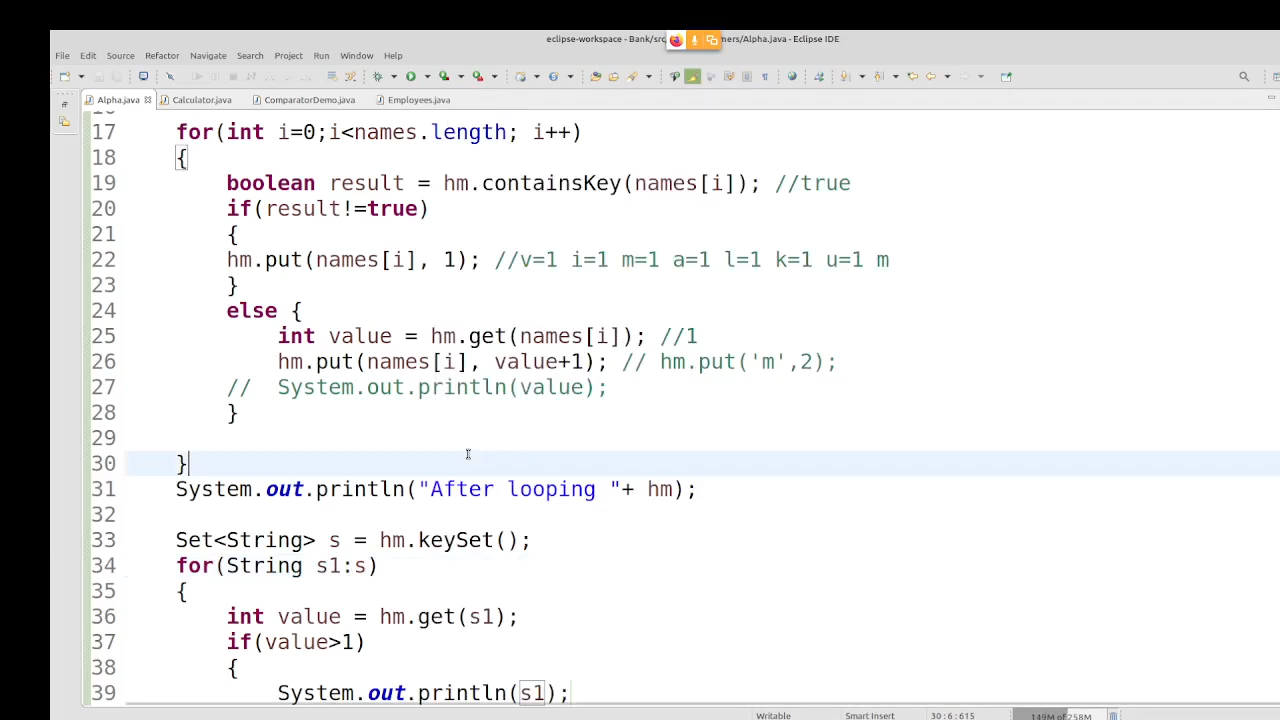 eclipse-workspace - Bank/src mers/Alpha.java - Eclipse IDE
File Edit Source Refactor Navigate Search Project Run Window Help
Alpha.java Calculator.java ComparatorDemo.java Employees.java
17 for(int i=0;i<names.length; i++)
18 {
19 boolean result = hm.containsKey(names[i]); //true
20 if(result!=true)
21 {
22 hm.put(names[i], 1); //v=1 i=1 m=1 a=1 l=1 k=1 u=1 m
23 }
24 else {
25 int value = hm.get(names[i]); //1
26 hm.put(names[i], value+1); // hm.put('m',2);
27 // System.out.println(value);
28 }
29
30 }
31 System.out.println("After looping "+ hm);
32
33 Set<String> s = hm.keySet();
34 for(String s1:s)
35 {
36 int value = hm.get(s1);
37 if(value>1)
38 {
39 System.out.println(s1);
Writable Smart Insert 30:6:615 149M of 258M